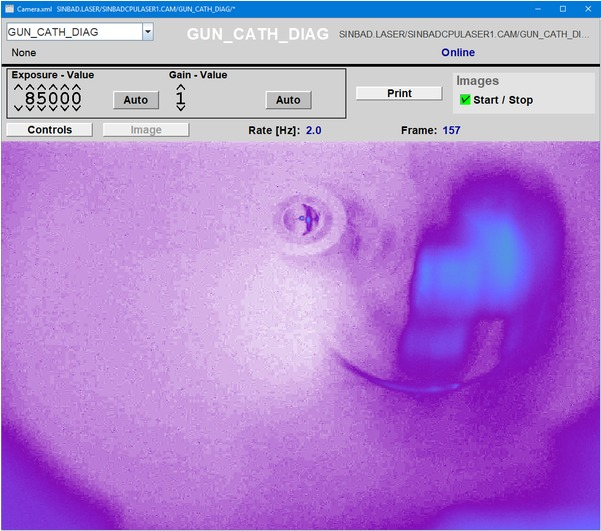 Camera.xml SINBAD.LASER/SINBADCPULASER1.CAM/GUN_CATH_DIAG/*
GUN_CATH_DIAG GUN_CATH_DIAG SINBAD.LASER/SINBADCPULASER1.CAM/GUN_CATH_DI...
None Online
Exposure - Value Gain - Value Images
85000 Auto 1 Auto Print Start / Stop
Controls Image Rate [Hz]: 2.0 Frame: 157